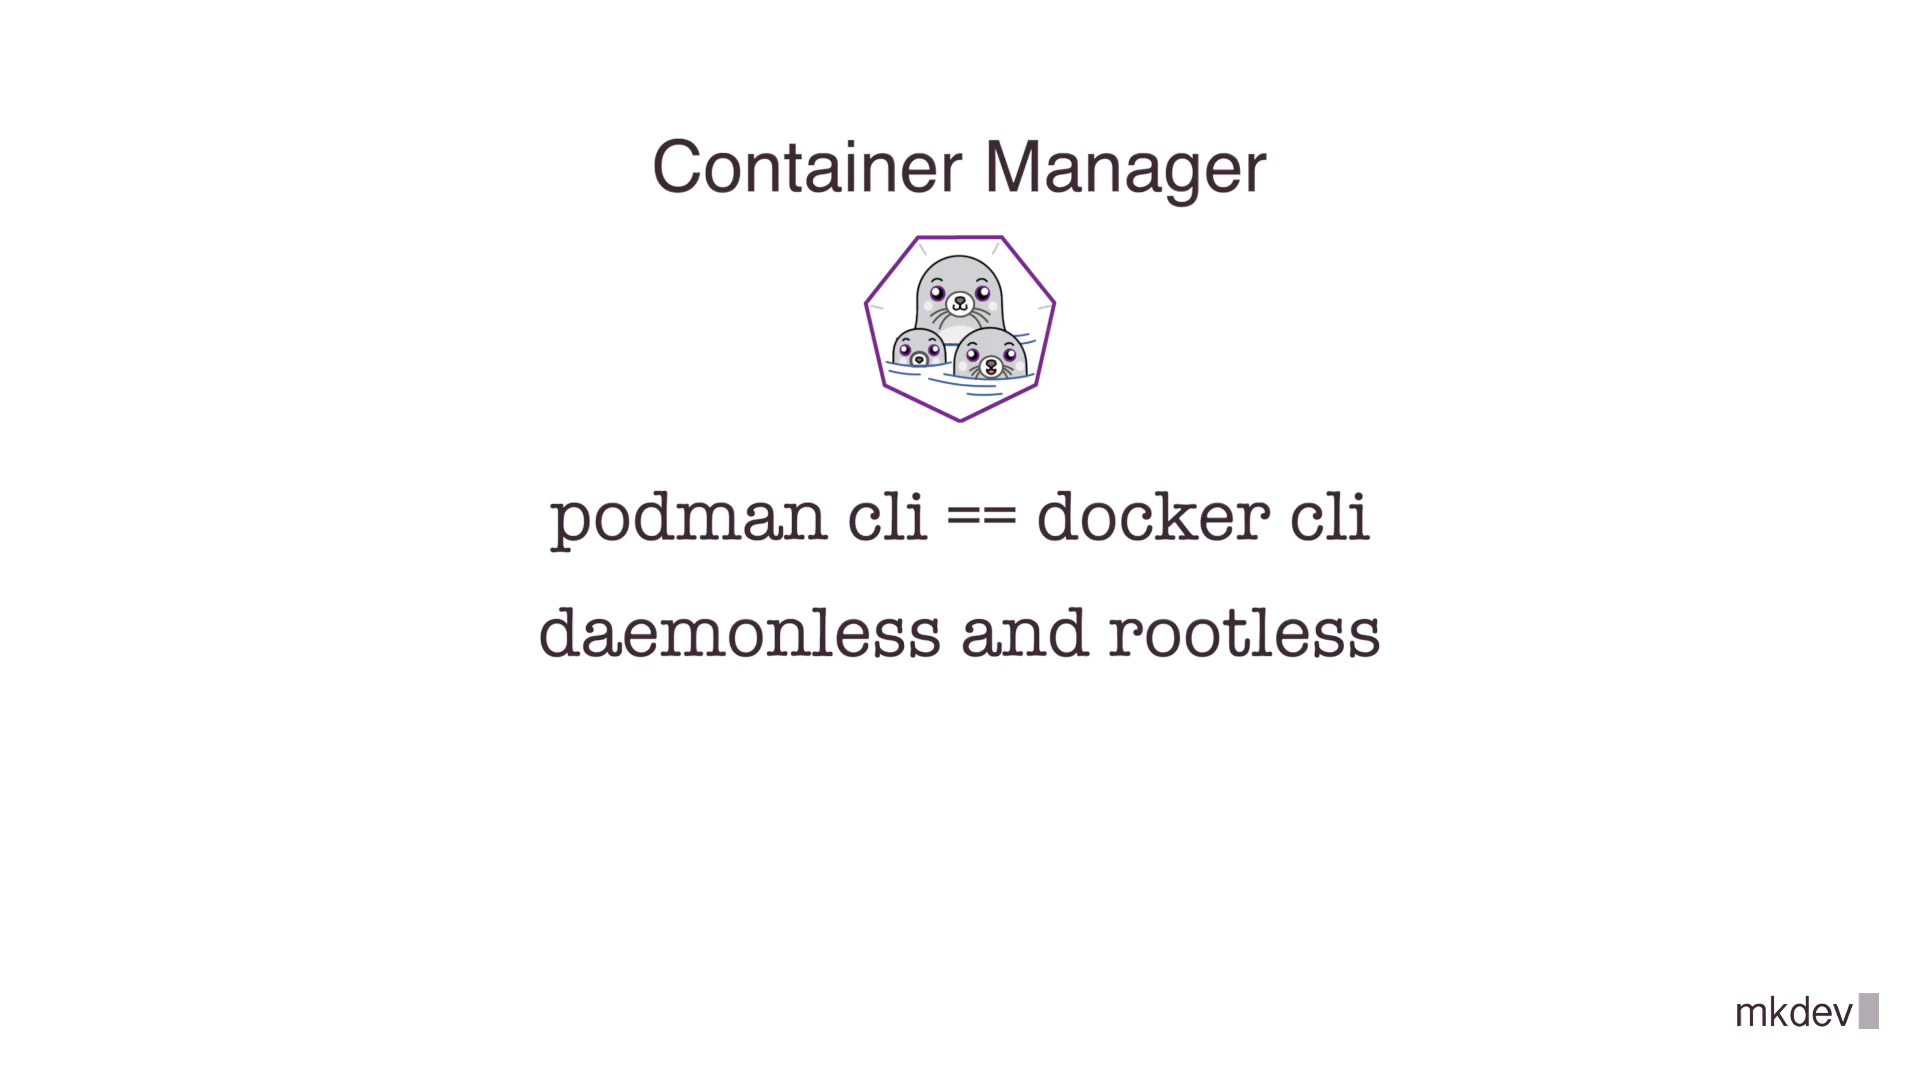 Container Manager
podman cli == docker cli
daemonless and rootless
mkdev